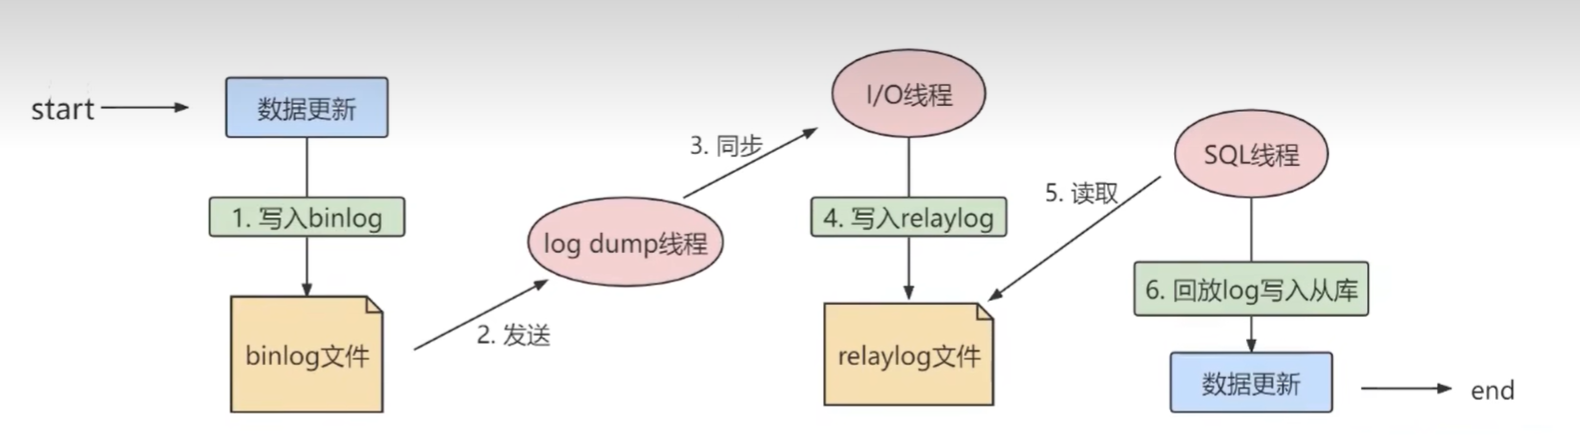 start
数据更新
1. 写入binlog
binlog文件
2. 发送
log dump线程
3. 同步
I/O线程
4. 写入relaylog
relaylog文件
5. 读取
SQL线程
6. 回放log写入从库
数据更新
end